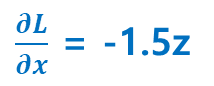 ∂L/∂x = -1.5z